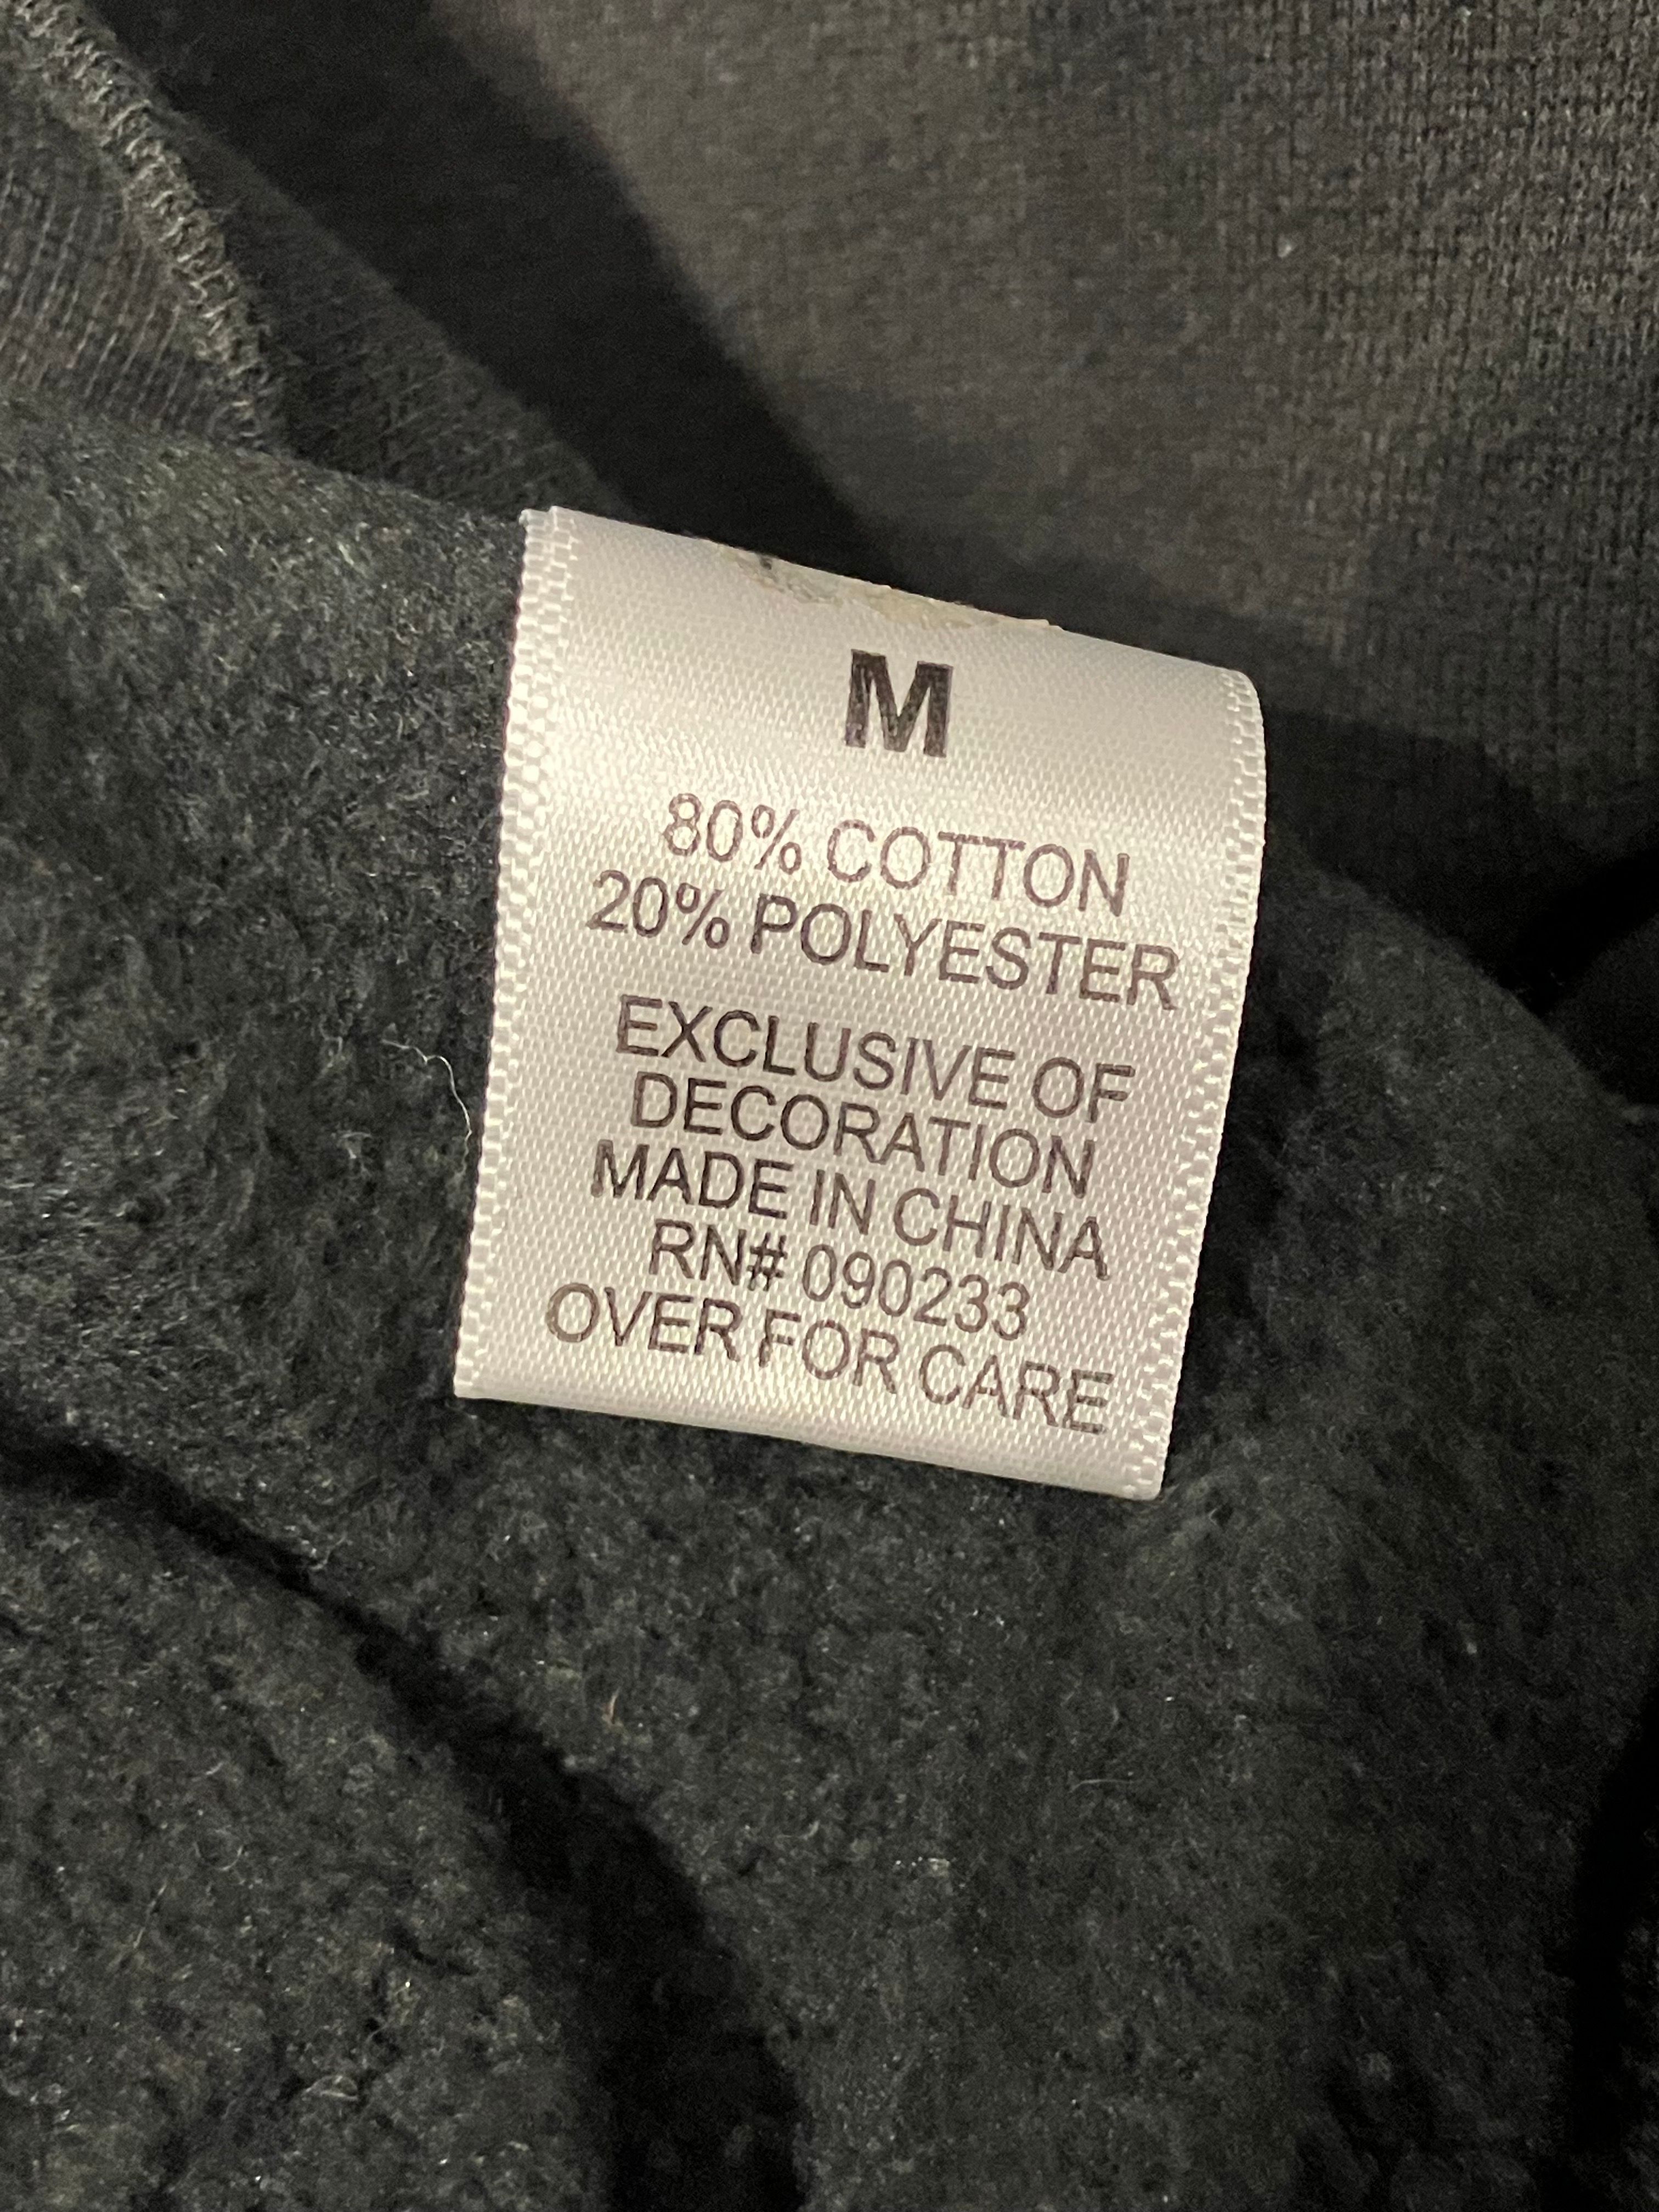 M
80% COTTON
20% POLYESTER
EXCLUSIVE OF
DECORATION
MADE IN CHINA
RN# 090233
OVER FOR CARE